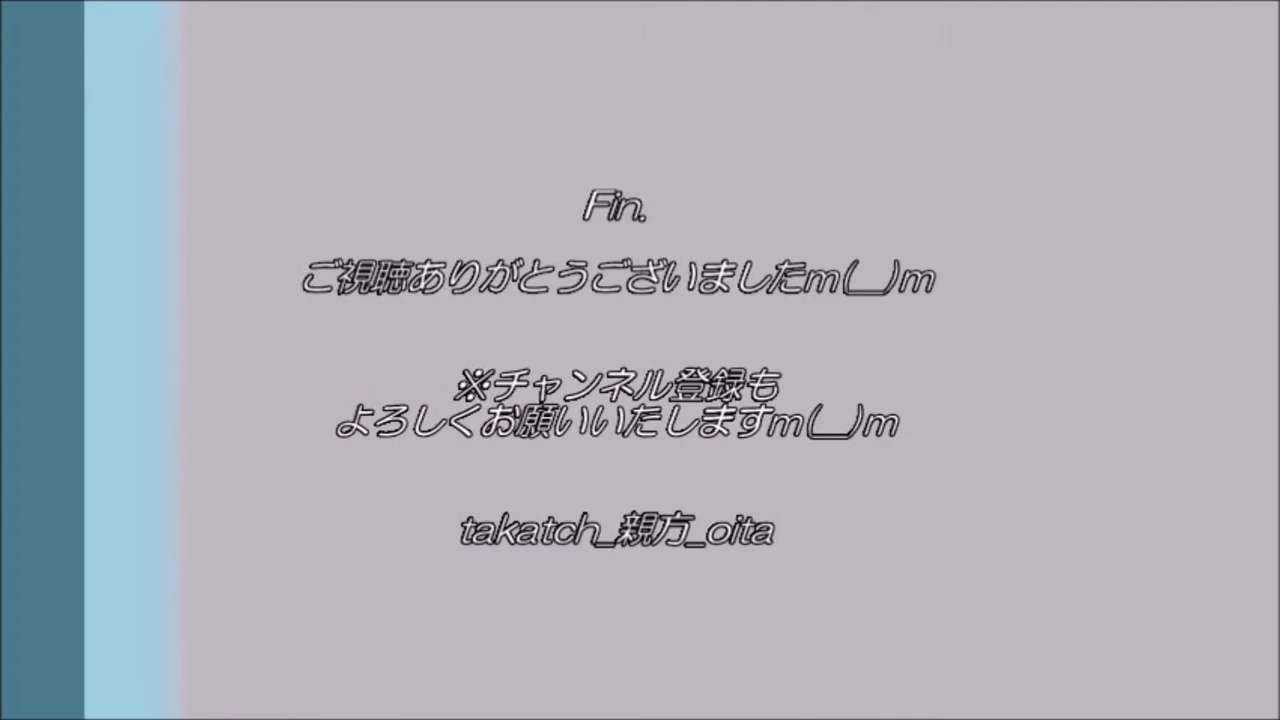 Fin.
ご視聴ありがとうございましたm(__)m
※チャンネル登録も
よろしくお願いいたしますm(__)m
takatch_親方_oita